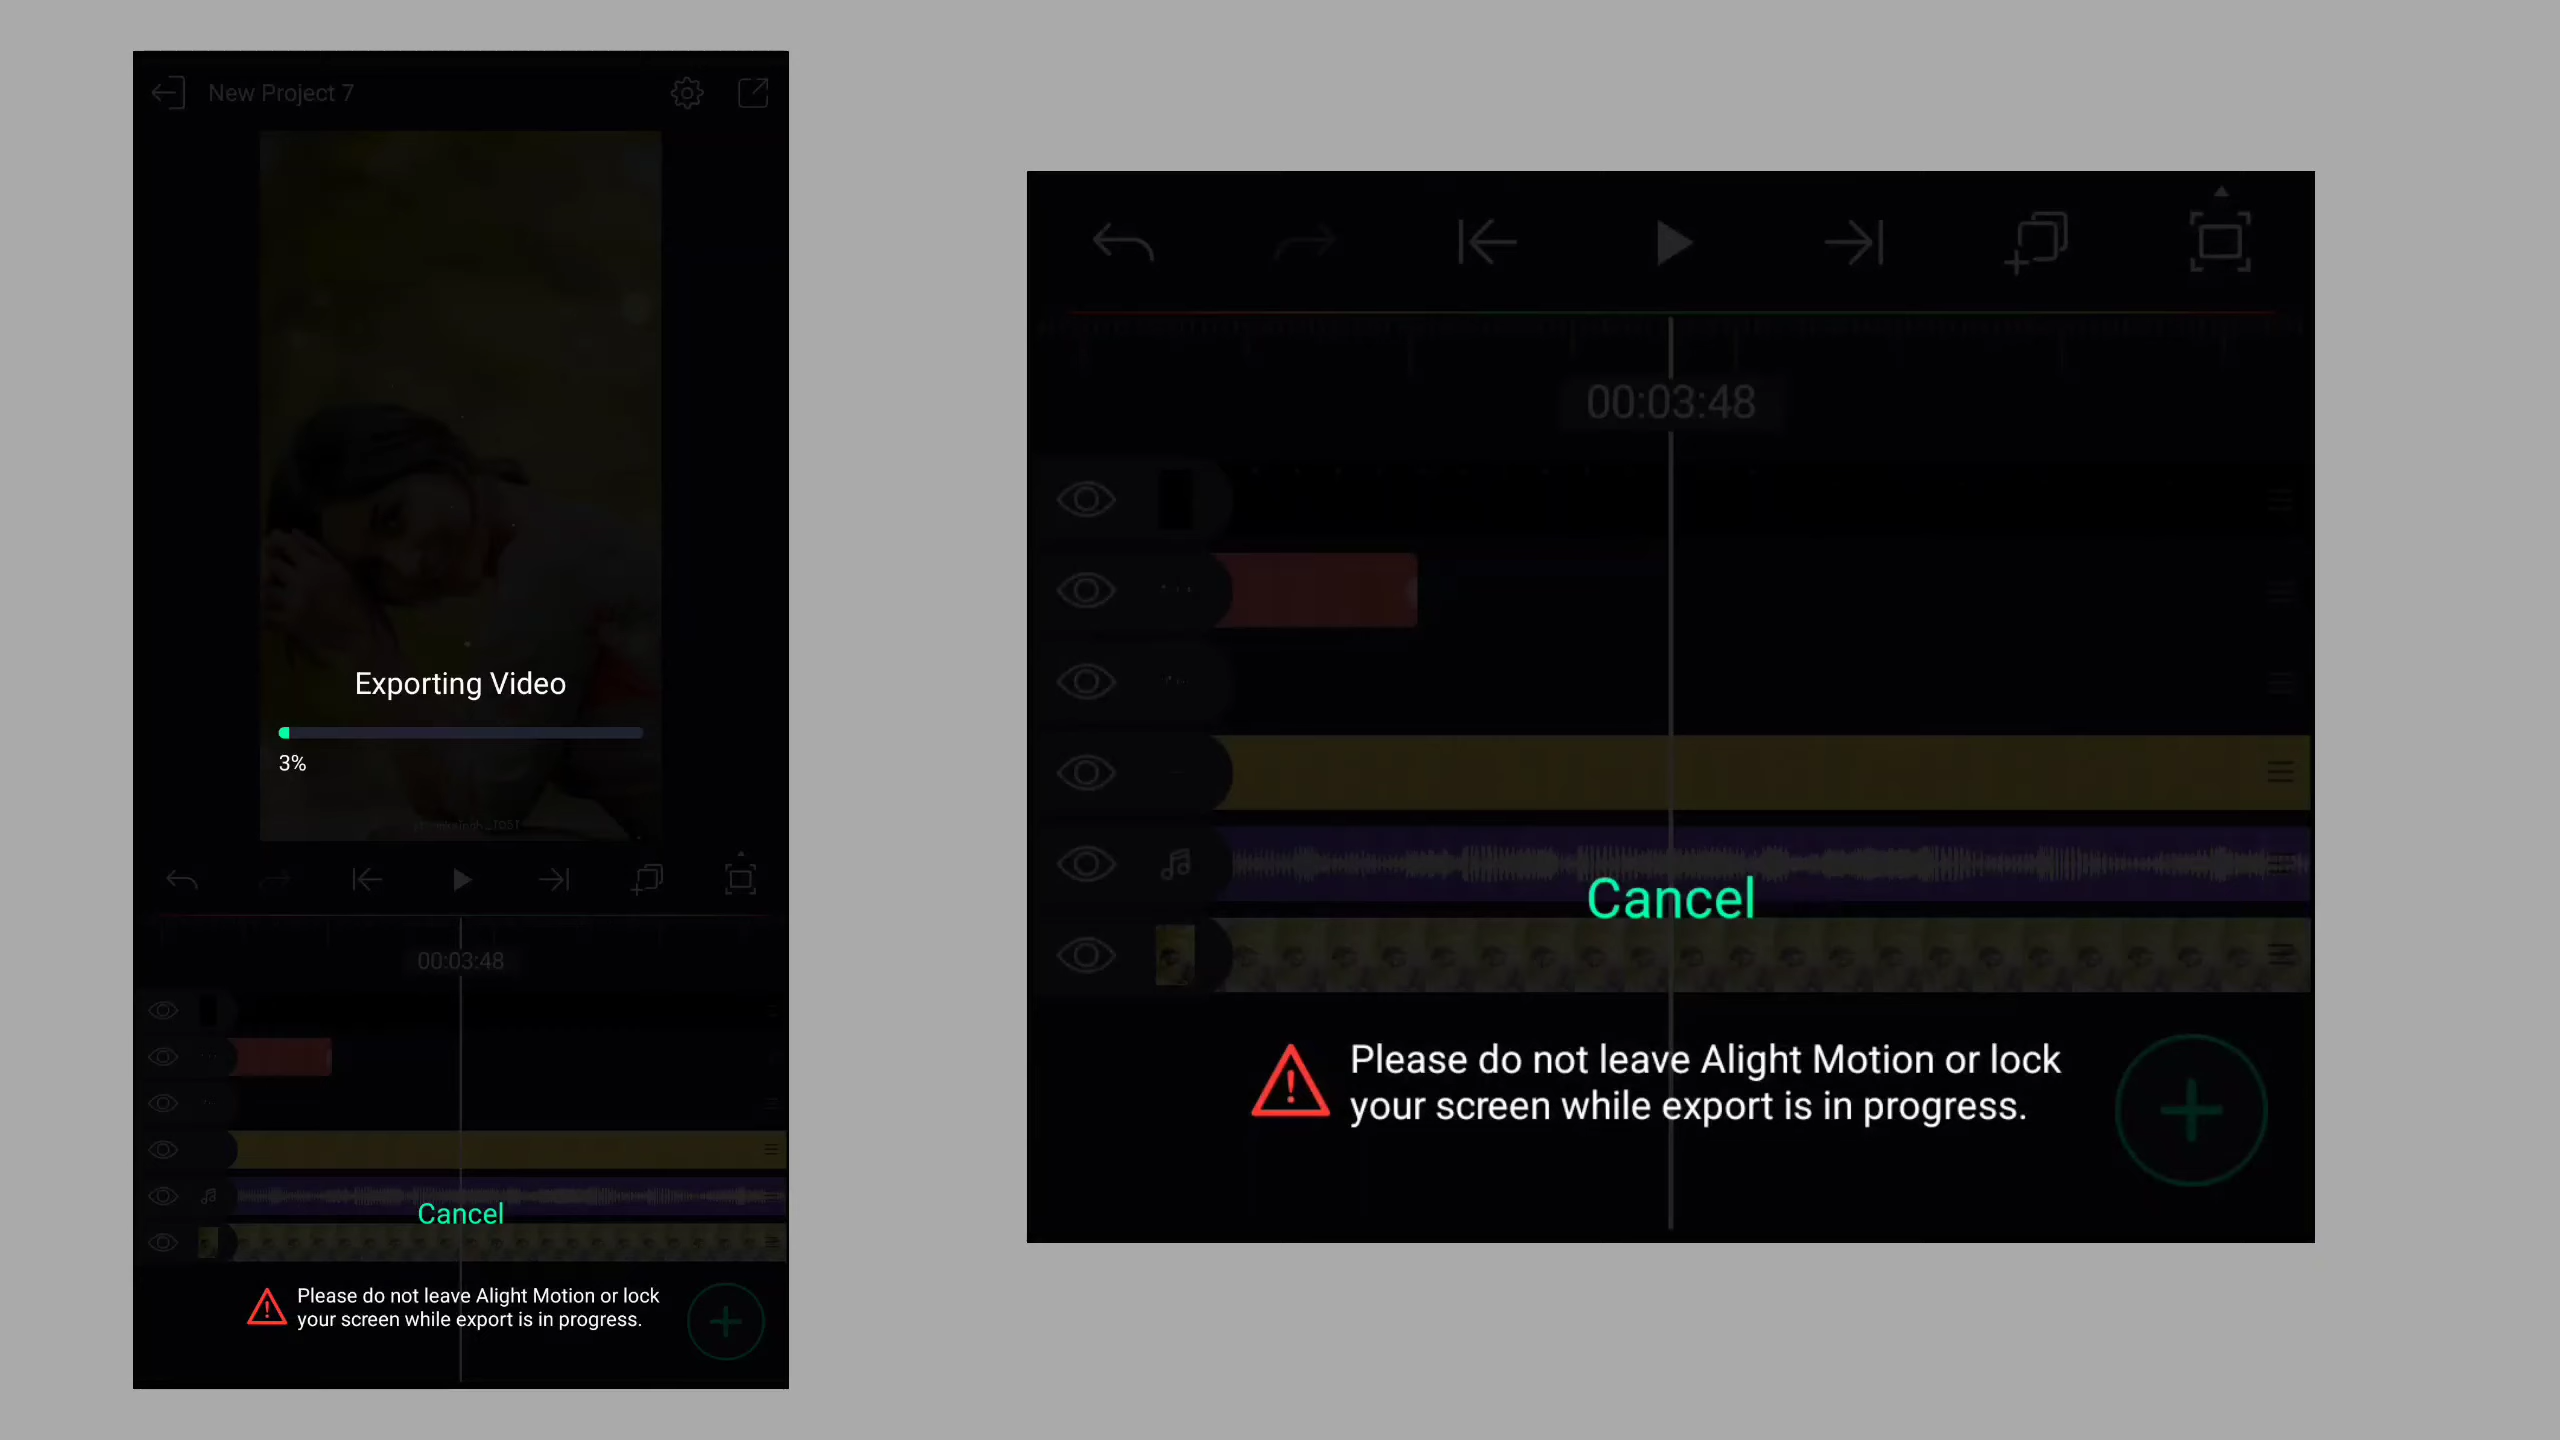 New Project 7
Exporting Video
3%
00:03:48
Cancel
Please do not leave Alight Motion or lock
your screen while export is in progress.
00:03:48
Cancel
Please do not leave Alight Motion or lock
your screen while export is in progress.